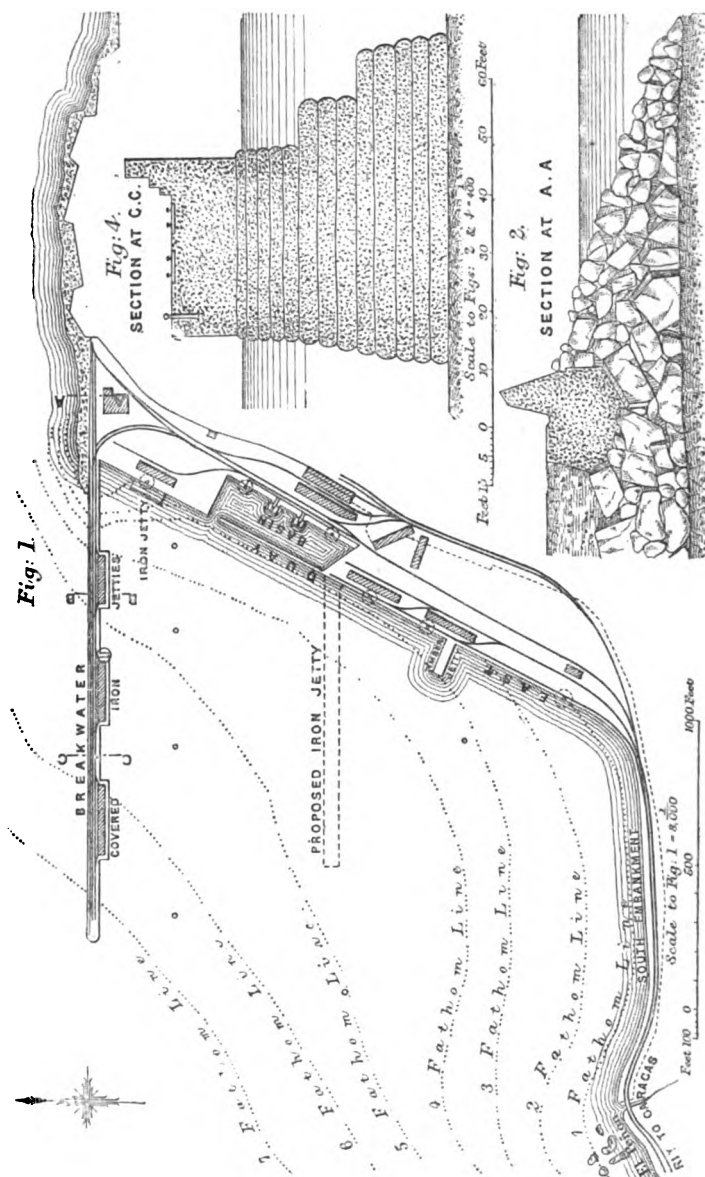 Fig: 1.
BREAKWATER
COVERED
IRON
JETTIES
IRON JETTY
BASIN
QUAY
PROPOSED IRON JETTY
EAST
A
C
C
7 Fathom Line
6 Fathom Line
5 Fathom Line
4 Fathom Line
3 Fathom Line
2 Fathom Line
1 Fathom Line
SOUTH EMBANKMENT
Feet 100 0 500 1000 Feet
Scale to Fig: 1 = 8,000
Fig: 4.
SECTION AT C.C.
Feet 5 0 10 20 30 40 50 60 Feet
Scale to Figs: 2 & 4 = 400
Fig: 2.
SECTION AT A.A